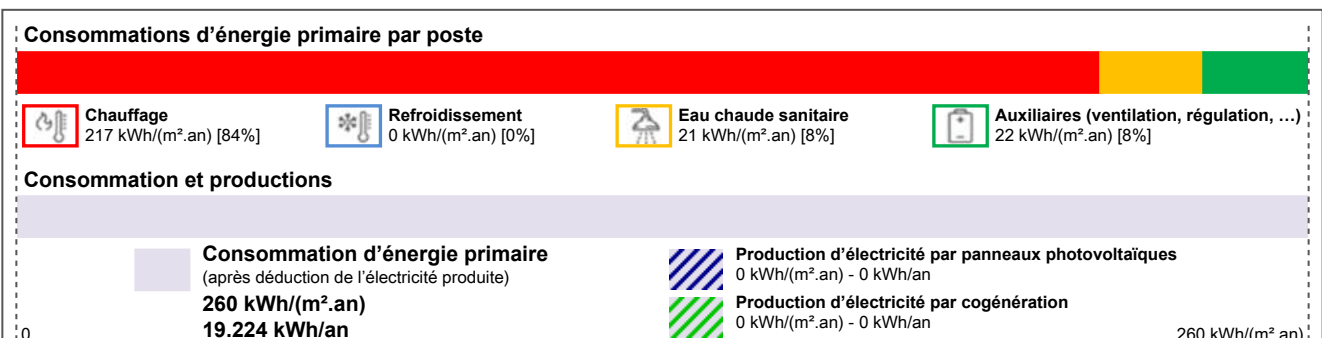 Consommations d’énergie primaire par poste
Chauffage
217 kWh/(m².an) [84%]
Refroidissement
0 kWh/(m².an) [0%]
Eau chaude sanitaire
21 kWh/(m².an) [8%]
Auxiliaires (ventilation, régulation, …)
22 kWh/(m².an) [8%]
Consommation et productions
Consommation d’énergie primaire
(après déduction de l’électricité produite)
260 kWh/(m².an)
19.224 kWh/an
Production d’électricité par panneaux photovoltaïques
0 kWh/(m².an) - 0 kWh/an
Production d’électricité par cogénération
0 kWh/(m².an) - 0 kWh/an
0
260 kWh/(m².an)